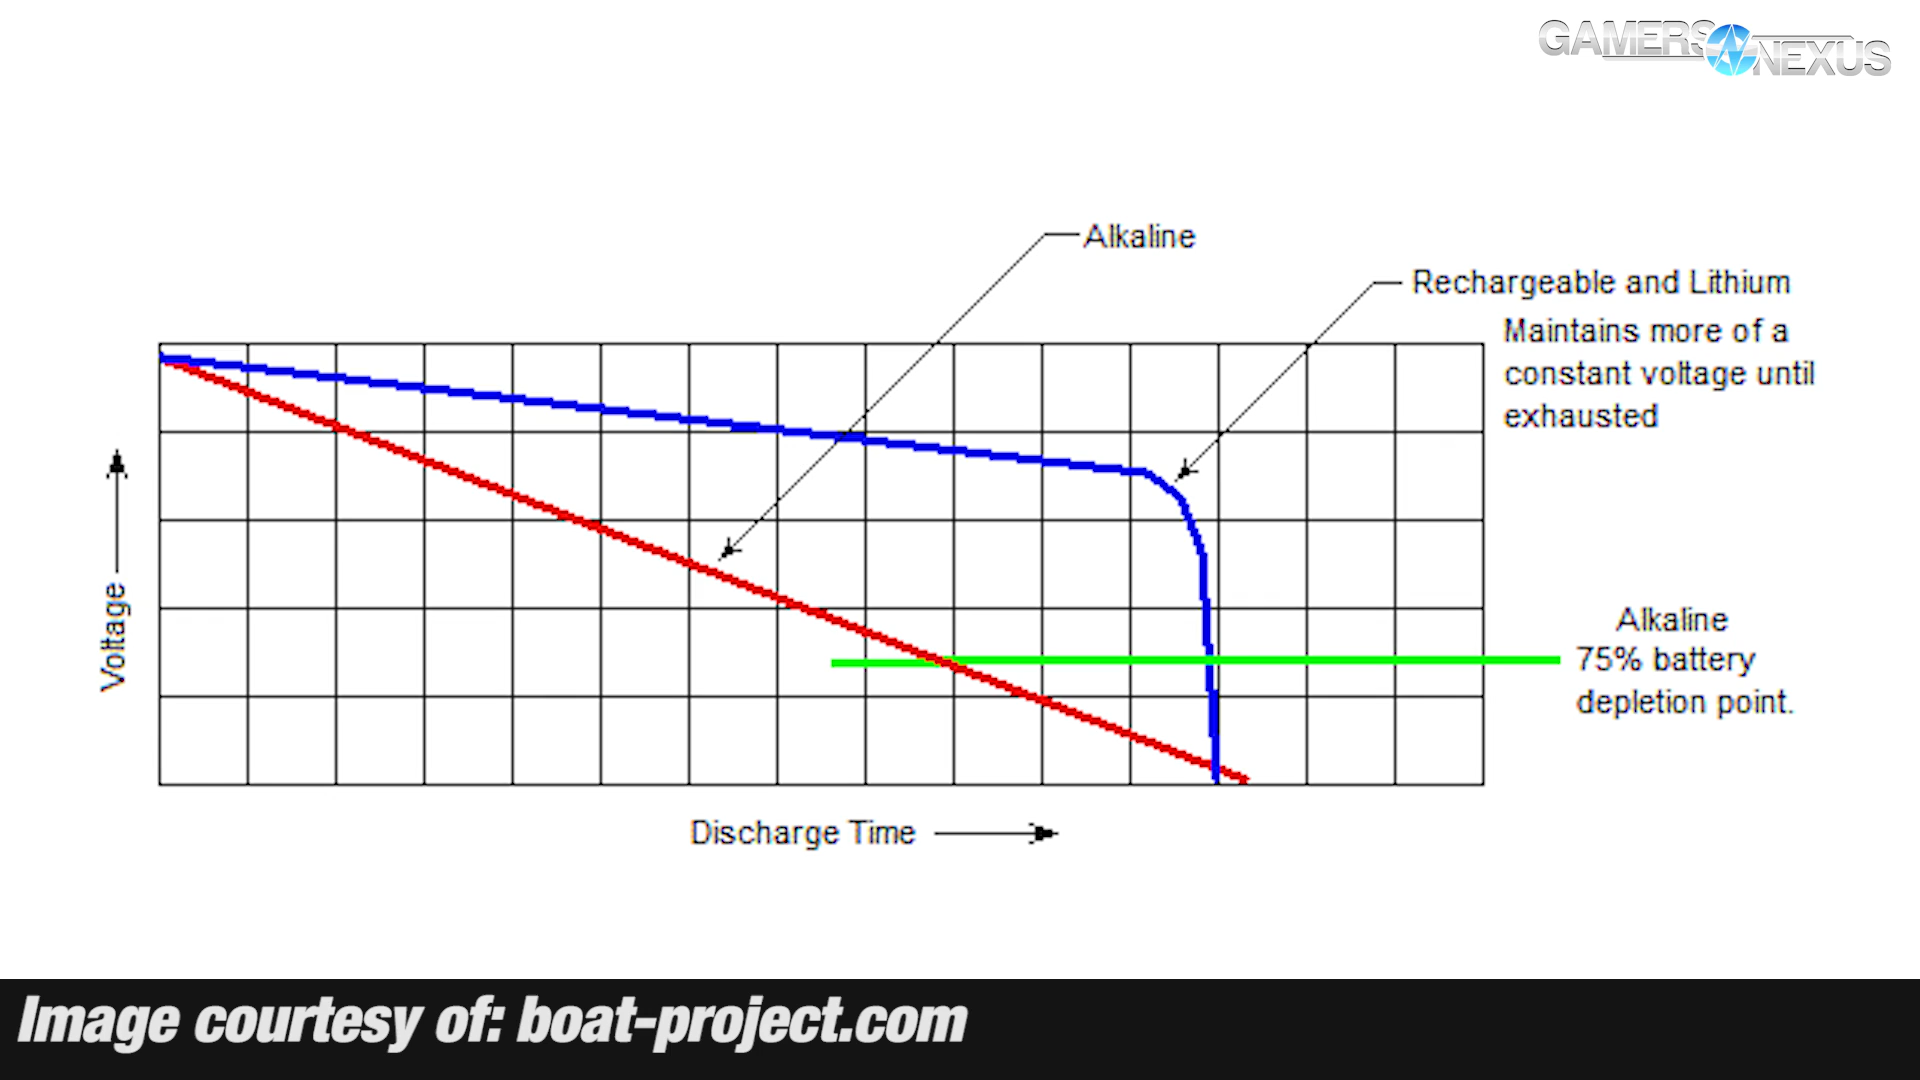 GAMERS NEXUS
Alkaline
Rechargeable and Lithium
Maintains more of a
constant voltage until
exhausted
Voltage
Alkaline
75% battery
depletion point.
Discharge Time
Image courtesy of: boat-project.com